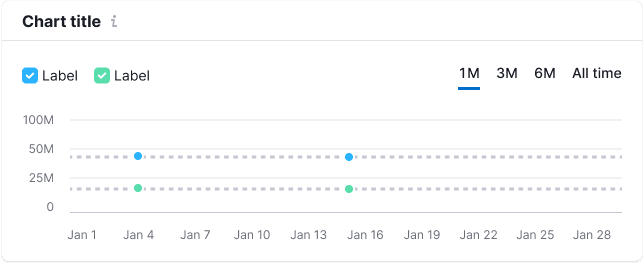 Chart title
Label Label 1M 3M 6M All time
100M
50M
25M
0
Jan 1 Jan 4 Jan 7 Jan 10 Jan 13 Jan 16 Jan 19 Jan 22 Jan 25 Jan 28